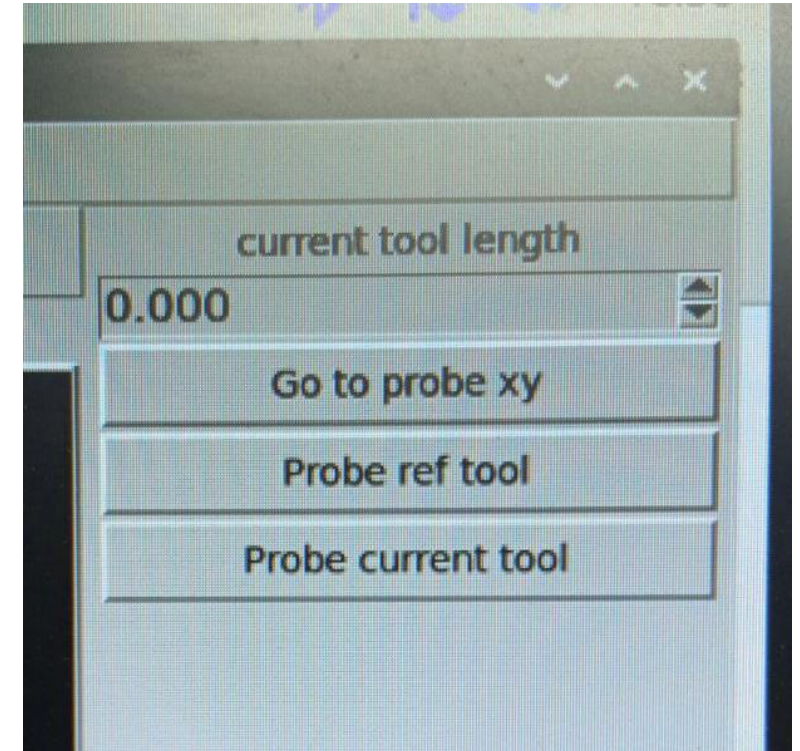 current tool length
0.000
Go to probe xy
Probe ref tool
Probe current tool